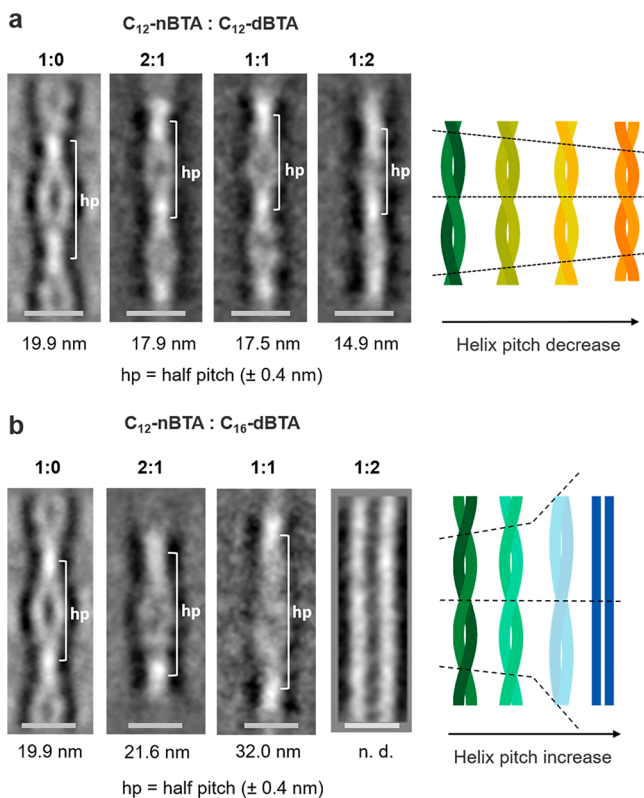 a
C12-nBTA : C12-dBTA
1:0 2:1 1:1 1:2
hp hp hp hp
19.9 nm 17.9 nm 17.5 nm 14.9 nm
Helix pitch decrease
hp = half pitch (± 0.4 nm)
b
C12-nBTA : C16-dBTA
1:0 2:1 1:1 1:2
hp hp hp
19.9 nm 21.6 nm 32.0 nm n. d.
Helix pitch increase
hp = half pitch (± 0.4 nm)